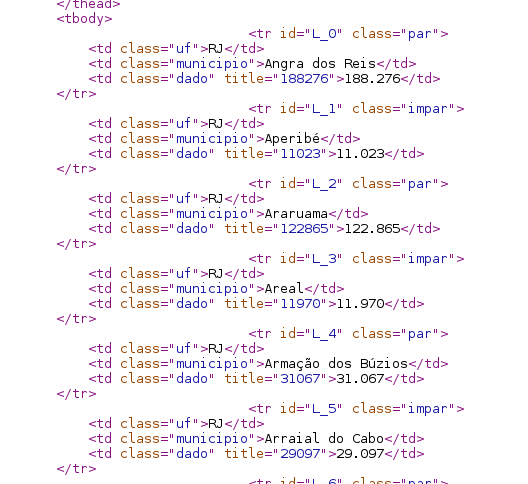 </thead>
<tbody>
<tr id="L_0" class="par">
<td class="uf">RJ</td>
<td class="municipio">Angra dos Reis</td>
<td class="dado" title="188276">188.276</td>
</tr>
<tr id="L_1" class="impar">
<td class="uf">RJ</td>
<td class="municipio">Aperibé</td>
<td class="dado" title="11023">11.023</td>
</tr>
<tr id="L_2" class="par">
<td class="uf">RJ</td>
<td class="municipio">Araruama</td>
<td class="dado" title="122865">122.865</td>
</tr>
<tr id="L_3" class="impar">
<td class="uf">RJ</td>
<td class="municipio">Areal</td>
<td class="dado" title="11970">11.970</td>
</tr>
<tr id="L_4" class="par">
<td class="uf">RJ</td>
<td class="municipio">Armação dos Búzios</td>
<td class="dado" title="31067">31.067</td>
</tr>
<tr id="L_5" class="impar">
<td class="uf">RJ</td>
<td class="municipio">Arraial do Cabo</td>
<td class="dado" title="29097">29.097</td>
</tr>
<tr id="L_6" class="par">